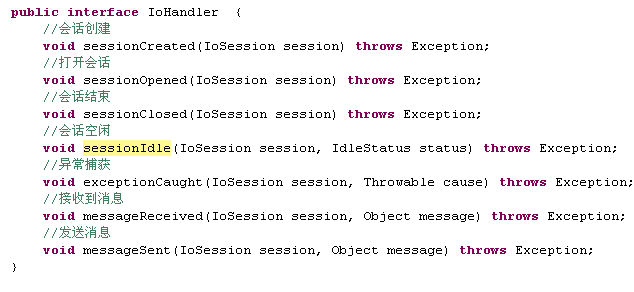 public interface IoHandler  {
    //会话创建
    void sessionCreated(IoSession session) throws Exception;
    //打开会话
    void sessionOpened(IoSession session) throws Exception;
    //会话结束
    void sessionClosed(IoSession session) throws Exception;
    //会话空闲
    void sessionIdle(IoSession session, IdleStatus status) throws Exception;
    //异常捕获
    void exceptionCaught(IoSession session, Throwable cause) throws Exception;
    //接收到消息
    void messageReceived(IoSession session, Object message) throws Exception;
    //发送消息
    void messageSent(IoSession session, Object message) throws Exception;
}